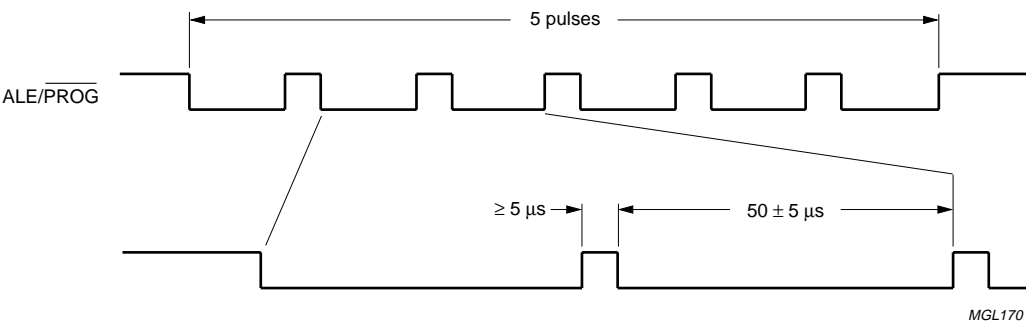 5 pulses
ALE/PROG
≥ 5 μs
50 ± 5 μs
MGL170